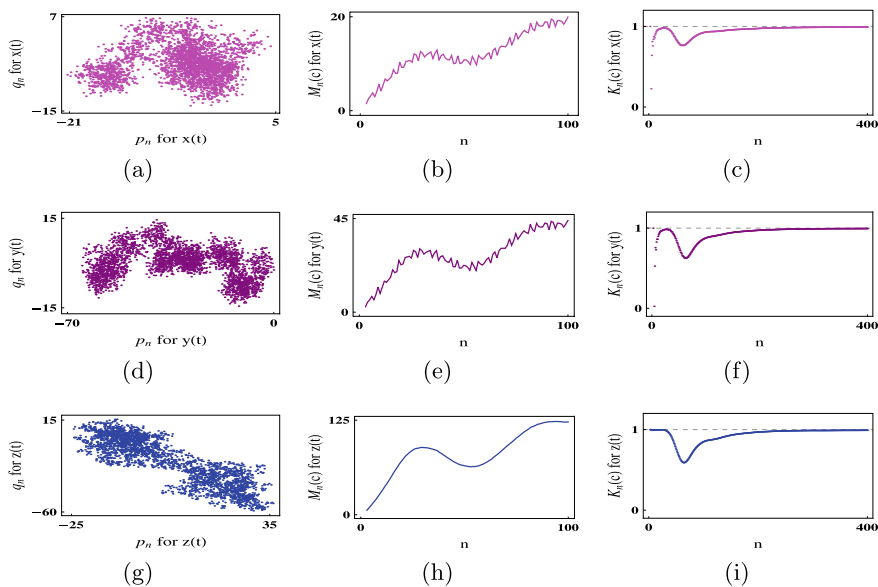 7
q_n for x(t)
−15
−21
5
p_n for x(t)
(a)
20
M_n(c) for x(t)
0
0
100
n
(b)
1
K_n(c) for x(t)
0
0
400
n
(c)
15
q_n for y(t)
−15
−70
0
p_n for y(t)
(d)
45
M_n(c) for y(t)
0
0
100
n
(e)
1
K_n(c) for y(t)
0
0
400
n
(f)
15
q_n for z(t)
−60
−25
35
p_n for z(t)
(g)
125
M_n(c) for z(t)
0
0
100
n
(h)
1
K_n(c) for z(t)
0
0
400
n
(i)